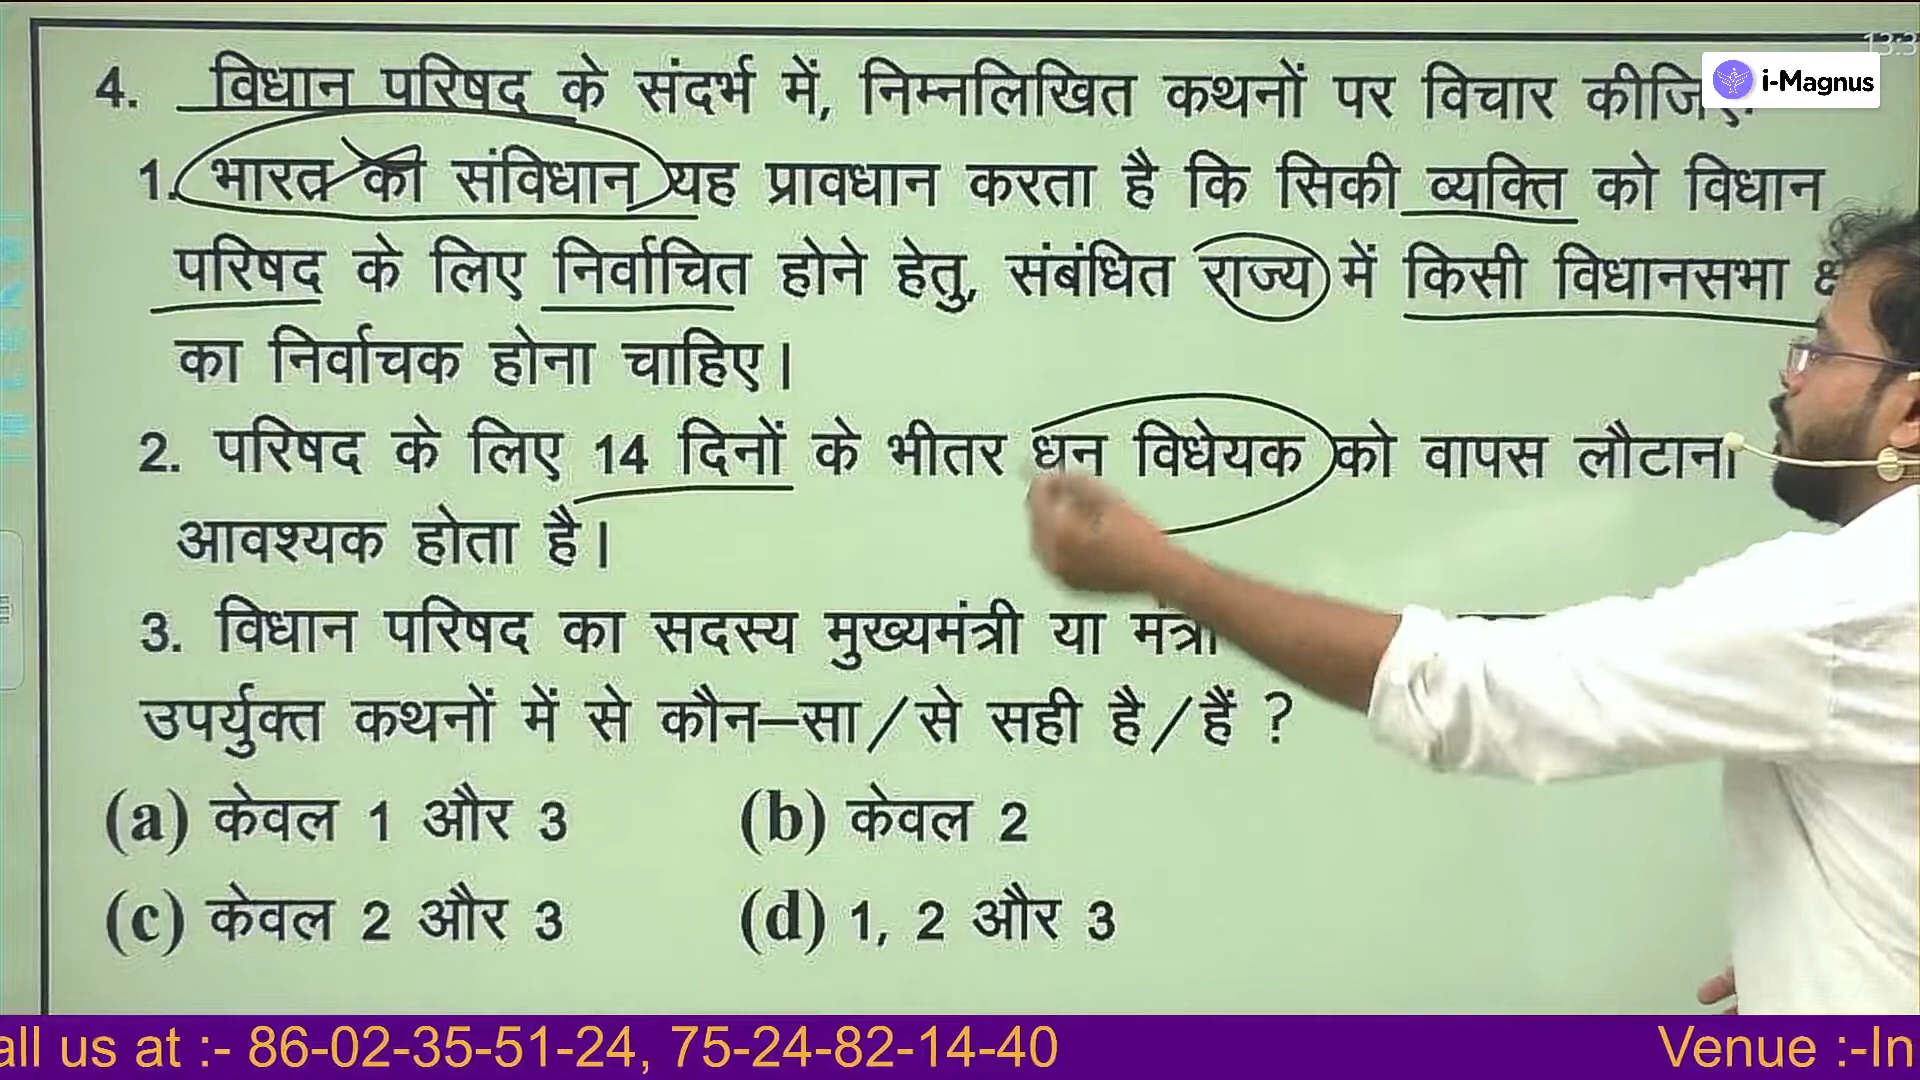 i-Magnus
4. विधान परिषद के संदर्भ में, निम्नलिखित कथनों पर विचार
1. भारत की संविधान यह प्रावधान करता है कि सिकी व्यक्ति को विधान
परिषद के लिए निर्वाचित होने हेतु, संबंधित राज्य में किसी विधानसभा
का निर्वाचक होना चाहिए।
2. परिषद के लिए 14 दिनों के भीतर धन विधेयक को वापस लौटाना
आवश्यक होता है।
3. विधान परिषद का सदस्य मुख्यमंत्री या
उपर्युक्त कथनों में से कौन–सा/से सही है/हैं ?
(a) केवल 1 और 3 (b) केवल 2
(c) केवल 2 और 3 (d) 1, 2 और 3
us at :- 86-02-35-51-24, 75-24-82-14-40 Venue :-In